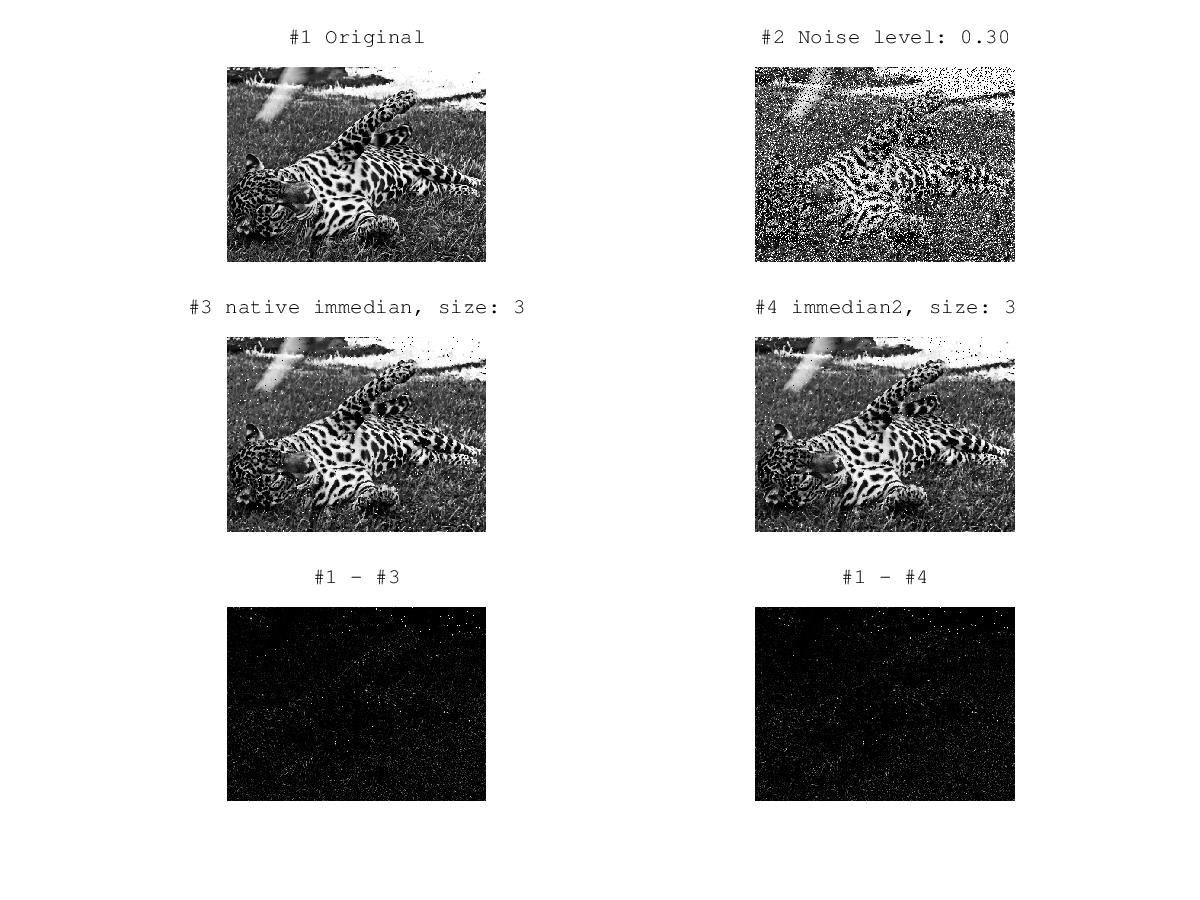 #1 Original
#2 Noise level: 0.30
#3 native immedian, size: 3
#4 immedian2, size: 3
#1 - #3
#1 - #4